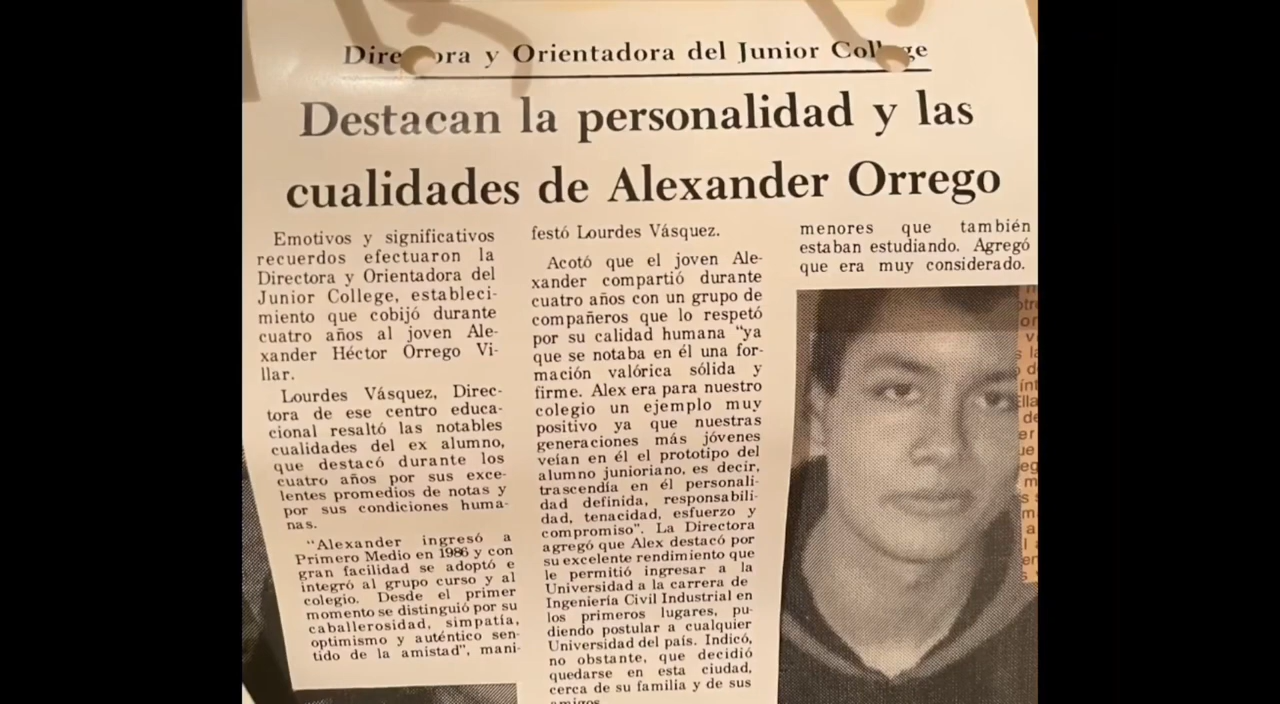 Directora y Orientadora del Junior College
Destacan la personalidad y las
cualidades de Alexander Orrego
Emotivos y significativos
recuerdos efectuaron la
Directora y Orientadora del
Junior College, estableci-
miento que cobijó durante
cuatro años al joven Ale-
xander Héctor Orrego Vi-
llar.
Lourdes Vásquez, Direc-
tora de ese centro educa-
cional resaltó las notables
cualidades del ex alumno,
que destacó durante los
cuatro años por sus exce-
lentes promedios de notas y
por sus condiciones huma-
nas.
"Alexander ingresó a
Primero Medio en 1986 y con
gran facilidad se adoptó e
integró al grupo curso y al
colegio. Desde el primer
momento se distinguió por su
caballerosidad, simpatía,
optimismo y auténtico sen-
tido de la amistad", mani-
festó Lourdes Vásquez.
Acotó que el joven Ale-
xander compartió durante
cuatro años con un grupo de
compañeros que lo respetó
por su calidad humana "ya
que se notaba en él una for-
mación valórica sólida y
firme. Alex era para nuestro
colegio un ejemplo muy
positivo ya que nuestras
generaciones más jóvenes
veían en él el prototipo del
alumno junioriano, es decir,
trascendía en él personali-
dad definida, responsabili-
dad, tenacidad, esfuerzo y
compromiso". La Directora
agregó que Alex destacó por
su excelente rendimiento que
le permitió ingresar a la
Universidad a la carrera de
Ingeniería Civil Industrial en
los primeros lugares, pu-
diendo postular a cualquier
Universidad del país. Indicó,
no obstante, que decidió
quedarse en esta ciudad,
cerca de su familia y de sus
amigos
menores que también
estaban estudiando. Agregó
que era muy considerado.